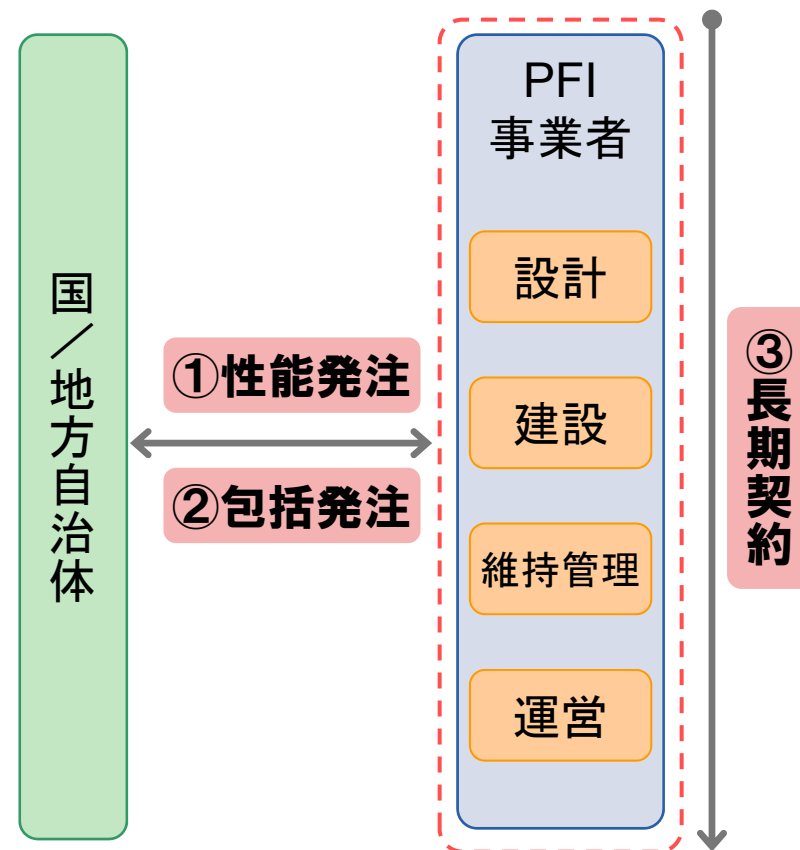 国／地方自治体
①性能発注
②包括発注
PFI
事業者
設計
建設
維持管理
運営
③長期契約